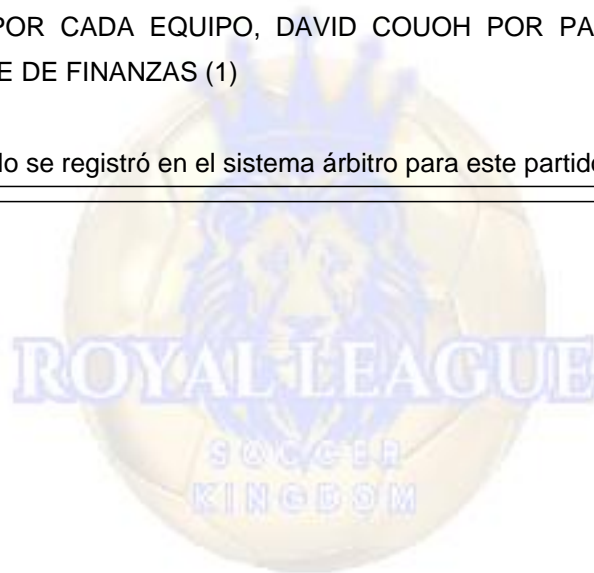 POR CADA EQUIPO, DAVID COUOH POR PA
E DE FINANZAS (1)
lo se registró en el sistema árbitro para este partido
ROYAL LEAGUE
SOCCER
KINGDOM